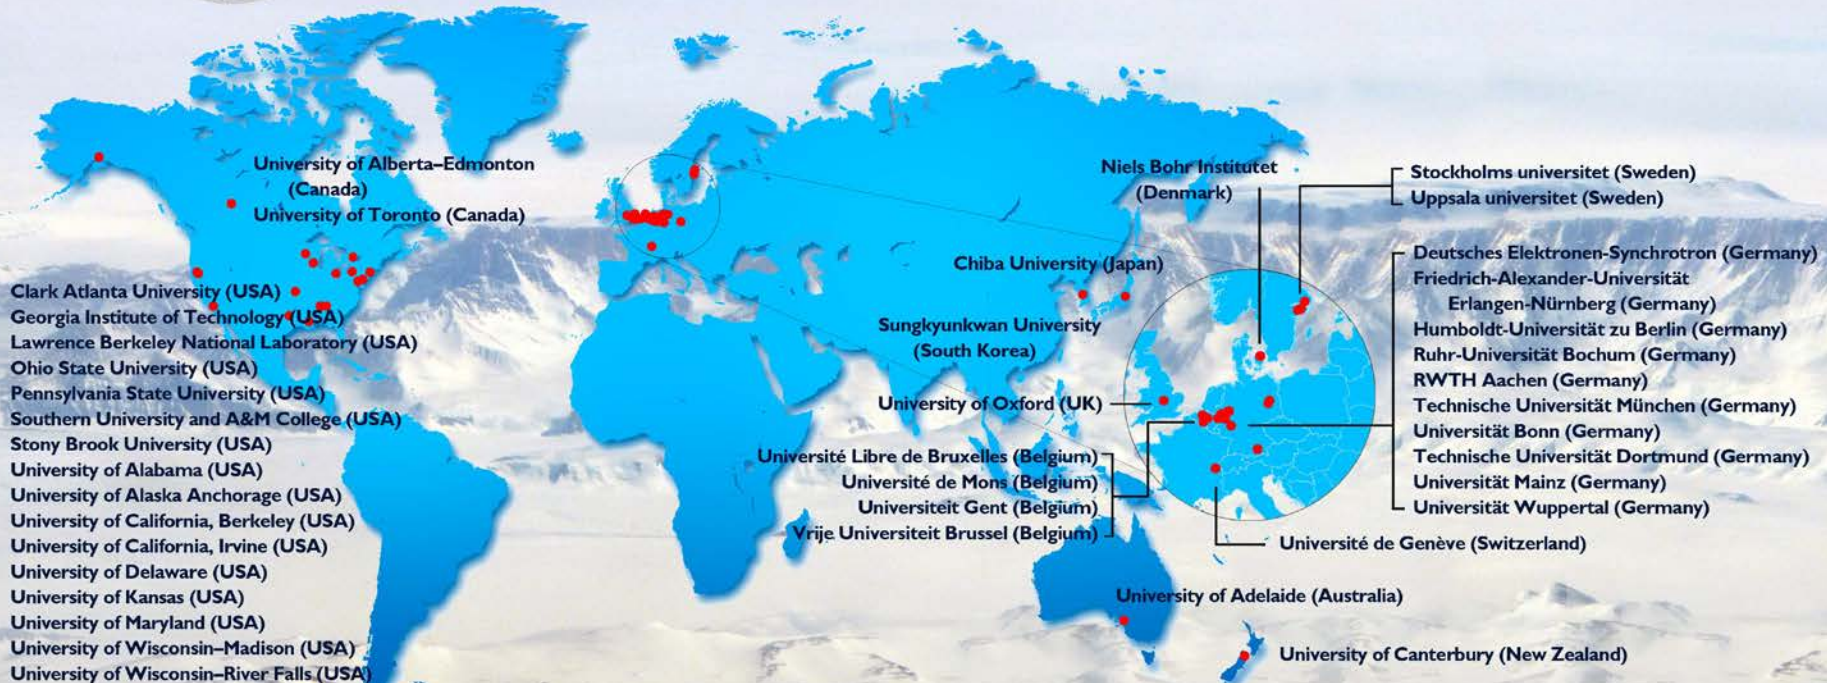 University of Alberta–Edmonton
(Canada)
University of Toronto (Canada)
Clark Atlanta University (USA)
Georgia Institute of Technology (USA)
Lawrence Berkeley National Laboratory (USA)
Ohio State University (USA)
Pennsylvania State University (USA)
Southern University and A&M College (USA)
Stony Brook University (USA)
University of Alabama (USA)
University of Alaska Anchorage (USA)
University of California, Berkeley (USA)
University of California, Irvine (USA)
University of Delaware (USA)
University of Kansas (USA)
University of Maryland (USA)
University of Wisconsin–Madison (USA)
University of Wisconsin–River Falls (USA)
Niels Bohr Institutet
(Denmark)
Chiba University (Japan)
Sungkyunkwan University
(South Korea)
University of Oxford (UK)
Université Libre de Bruxelles (Belgium)
Université de Mons (Belgium)
Universiteit Gent (Belgium)
Vrije Universiteit Brussel (Belgium)
Stockholms universitet (Sweden)
Uppsala universitet (Sweden)
Deutsches Elektronen-Synchrotron (Germany)
Friedrich-Alexander-Universität
Erlangen-Nürnberg (Germany)
Humboldt-Universität zu Berlin (Germany)
Ruhr-Universität Bochum (Germany)
RWTH Aachen (Germany)
Technische Universität München (Germany)
Universität Bonn (Germany)
Technische Universität Dortmund (Germany)
Universität Mainz (Germany)
Universität Wuppertal (Germany)
Université de Genève (Switzerland)
University of Adelaide (Australia)
University of Canterbury (New Zealand)